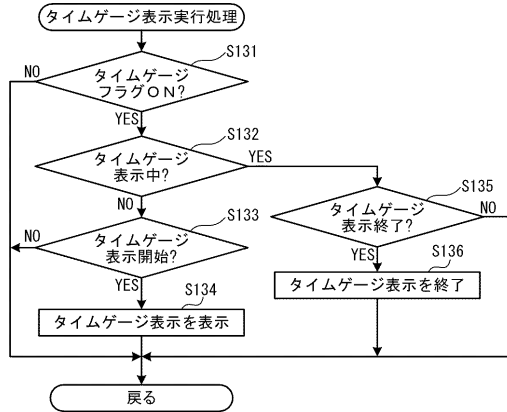 タイムゲージ表示実行処理
S131
NO
タイムゲージ
フラグON?
YES
S132
タイムゲージ
表示中?
YES
NO
S133
NO
タイムゲージ
表示開始?
YES
S135
タイムゲージ
表示終了?
NO
YES
S134
タイムゲージ表示を表示
S136
タイムゲージ表示を終了
戻る